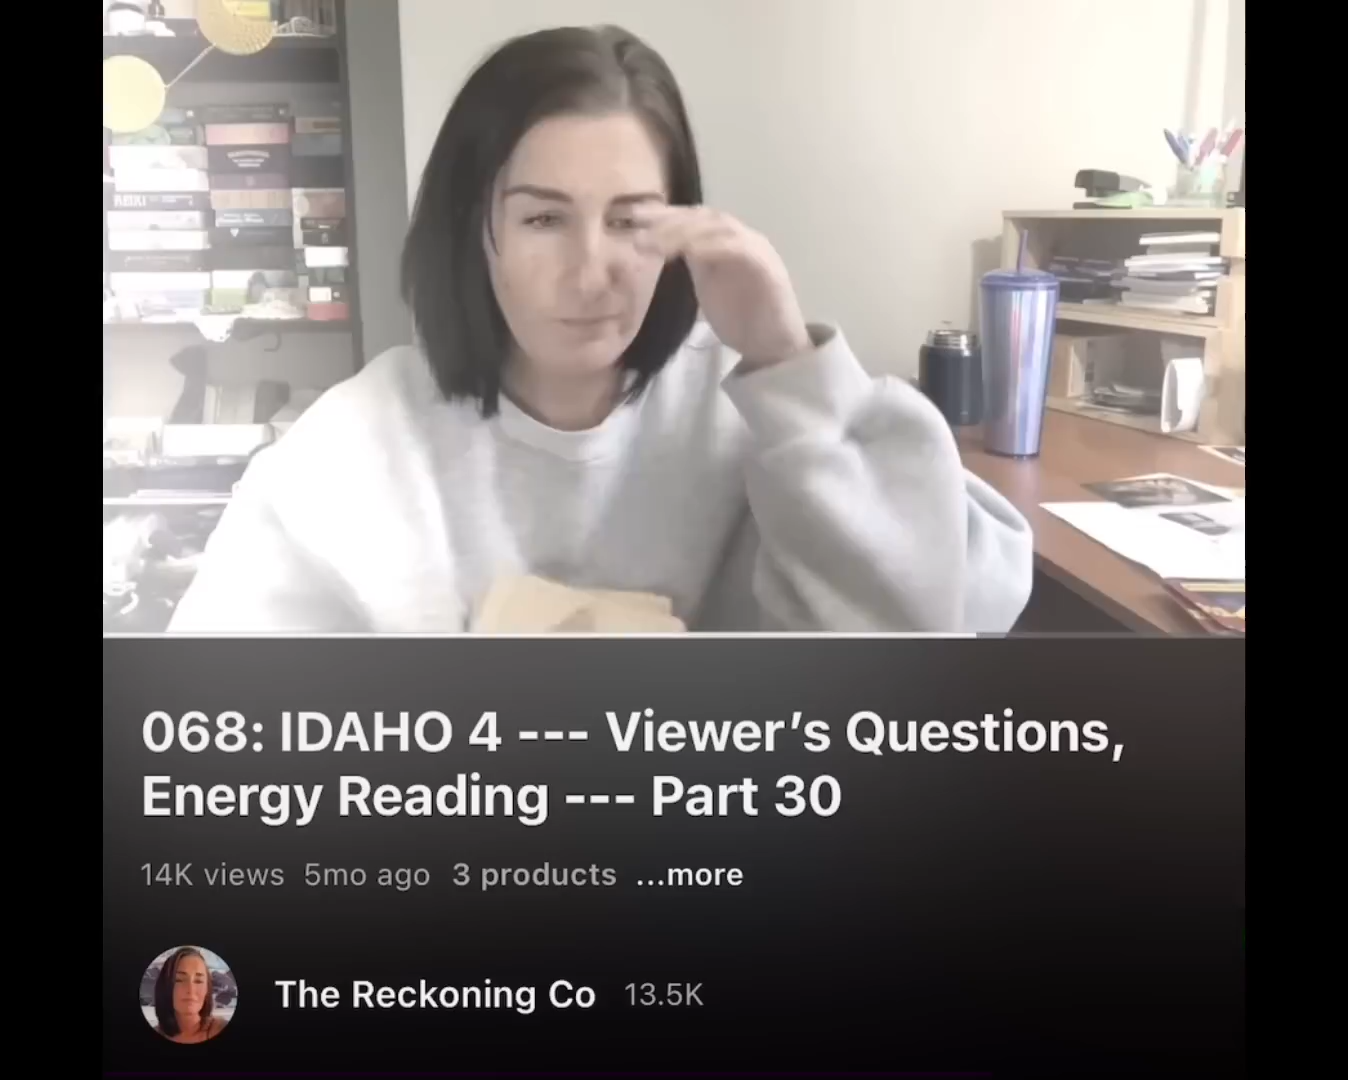 REIKI
068: IDAHO 4 --- Viewer’s Questions,
Energy Reading --- Part 30
14K views 5mo ago 3 products ...more
The Reckoning Co 13.5K